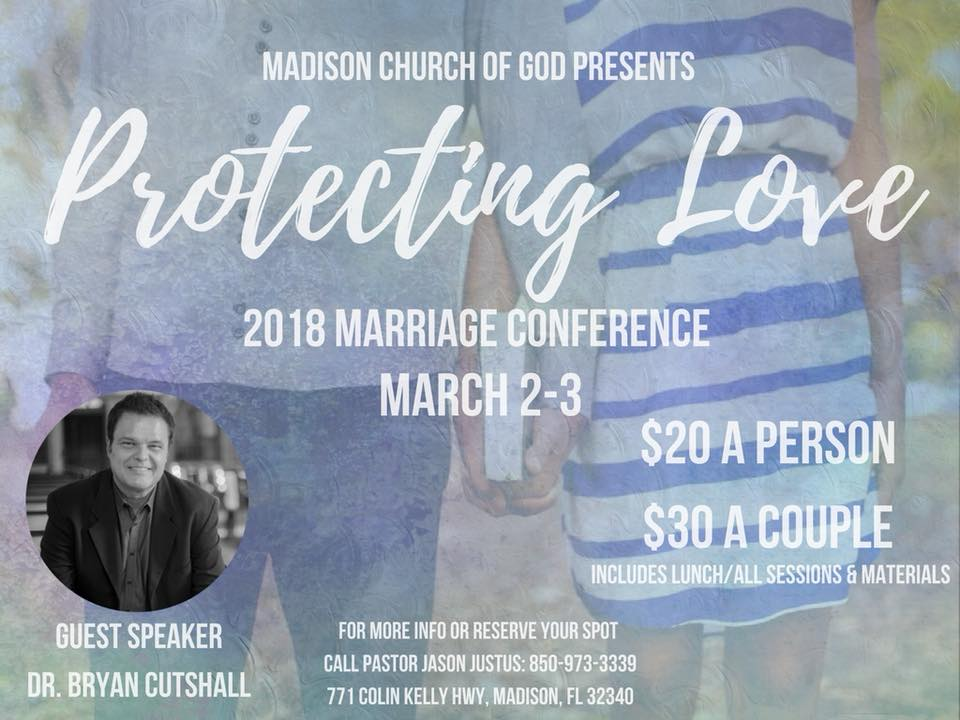 MADISON CHURCH OF GOD PRESENTS
Protecting Love
2018 MARRIAGE CONFERENCE
MARCH 2-3
$20 A PERSON
$30 A COUPLE
INCLUDES LUNCH/ALL SESSIONS & MATERIALS
GUEST SPEAKER
DR. BRYAN CUTSHALL
FOR MORE INFO OR RESERVE YOUR SPOT
CALL PASTOR JASON JUSTUS: 850-973-3339
771 COLIN KELLY HWY, MADISON, FL 32340